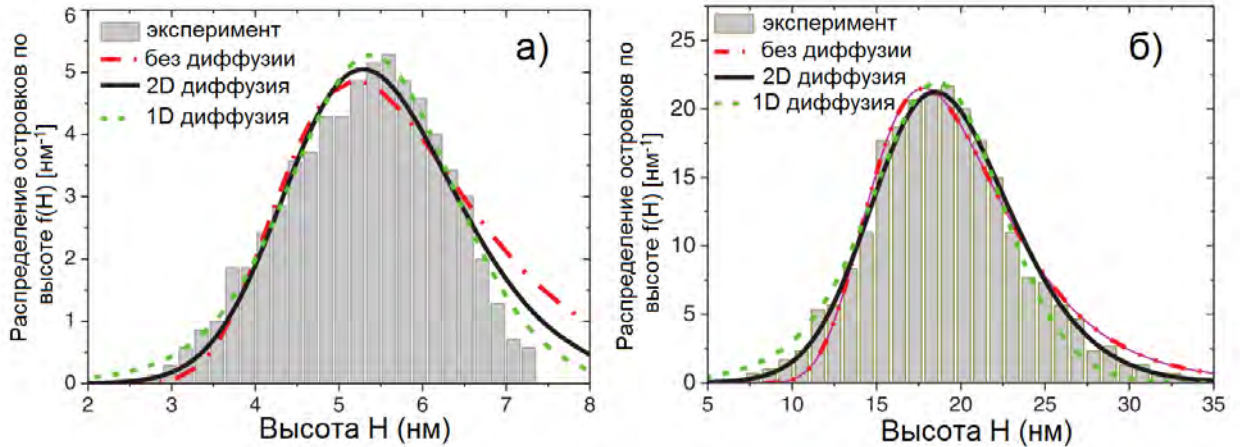 Распределение островков по
высоте f(H) [нм⁻¹]
6
5
4
3
2
1
0
эксперимент
без диффузии
2D диффузия
1D диффузия
а)
2 3 4 5 6 7 8
Высота H (нм)
Распределение островков по
высоте f(H) [нм⁻¹]
25
20
15
10
5
0
эксперимент
без диффузии
2D диффузия
1D диффузия
б)
5 10 15 20 25 30 35
Высота H (нм)